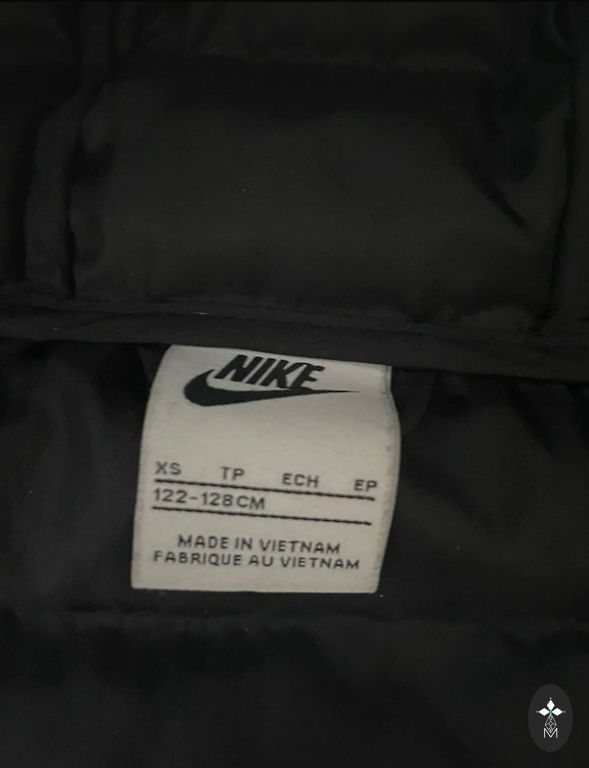 NIKE
XS TP ECH EP
122-128CM
MADE IN VIETNAM
FABRIQUE AU VIETNAM
M